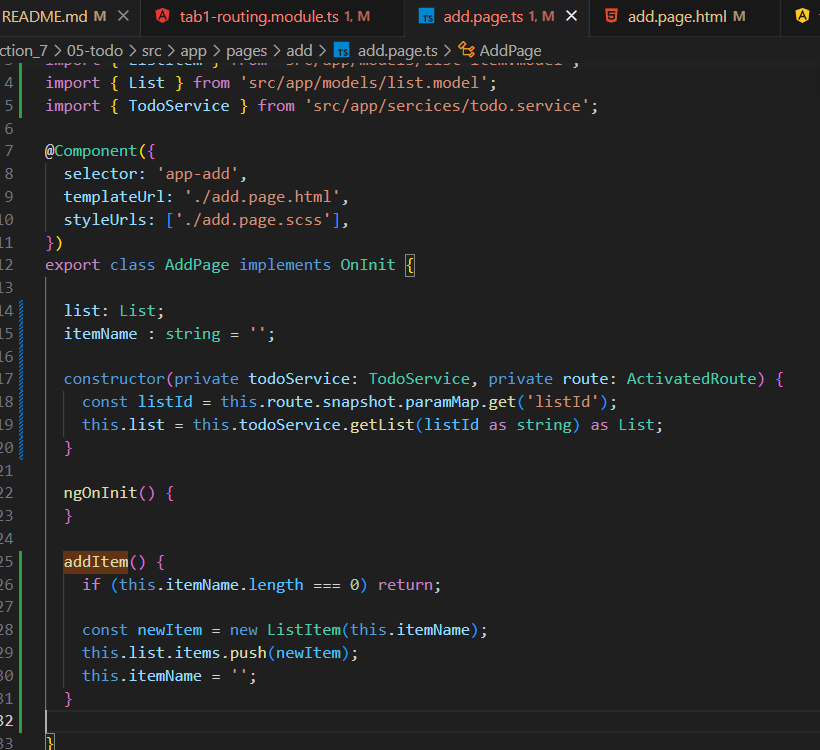 README.md M
tab1-routing.module.ts 1, M
TS add.page.ts 1, M
add.page.html M
ction_7 > 05-todo > src > app > pages > add > TS add.page.ts > AddPage
3 import { ListItem } from 'src/app/models/list-item.model';
4 import { List } from 'src/app/models/list.model';
5 import { TodoService } from 'src/app/sercices/todo.service';
6
7 @Component({
8 selector: 'app-add',
9 templateUrl: './add.page.html',
10 styleUrls: ['./add.page.scss'],
11 })
12 export class AddPage implements OnInit {
13
14 list: List;
15 itemName : string = '';
16
17 constructor(private todoService: TodoService, private route: ActivatedRoute) {
18 const listId = this.route.snapshot.paramMap.get('listId');
19 this.list = this.todoService.getList(listId as string) as List;
20 }
21
22 ngOnInit() {
23 }
24
25 addItem() {
26 if (this.itemName.length === 0) return;
27
28 const newItem = new ListItem(this.itemName);
29 this.list.items.push(newItem);
30 this.itemName = '';
31 }
32
33 }